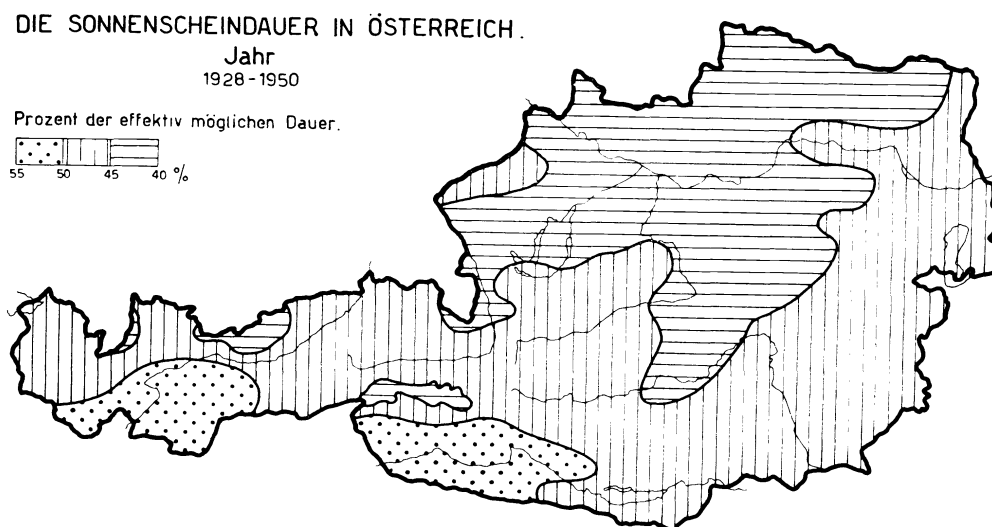 DIE SONNENSCHEINDAUER IN ÖSTERREICH.
Jahr
1928-1950
Prozent der effektiv möglichen Dauer.
55 50 45 40 %